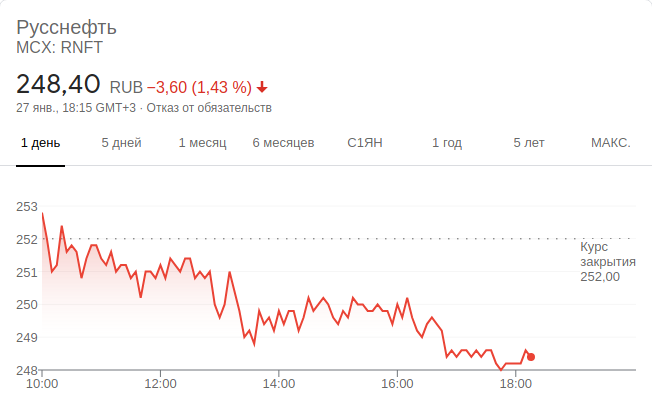 Русснефть
MCX: RNFT
248,40 RUB −3,60 (1,43 %)
27 янв., 18:15 GMT+3 · Отказ от обязательств
1 день 5 дней 1 месяц 6 месяцев С1ЯН 1 год 5 лет МАКС.
253
252
251
250
249
248
Курс
закрытия
252,00
10:00 12:00 14:00 16:00 18:00